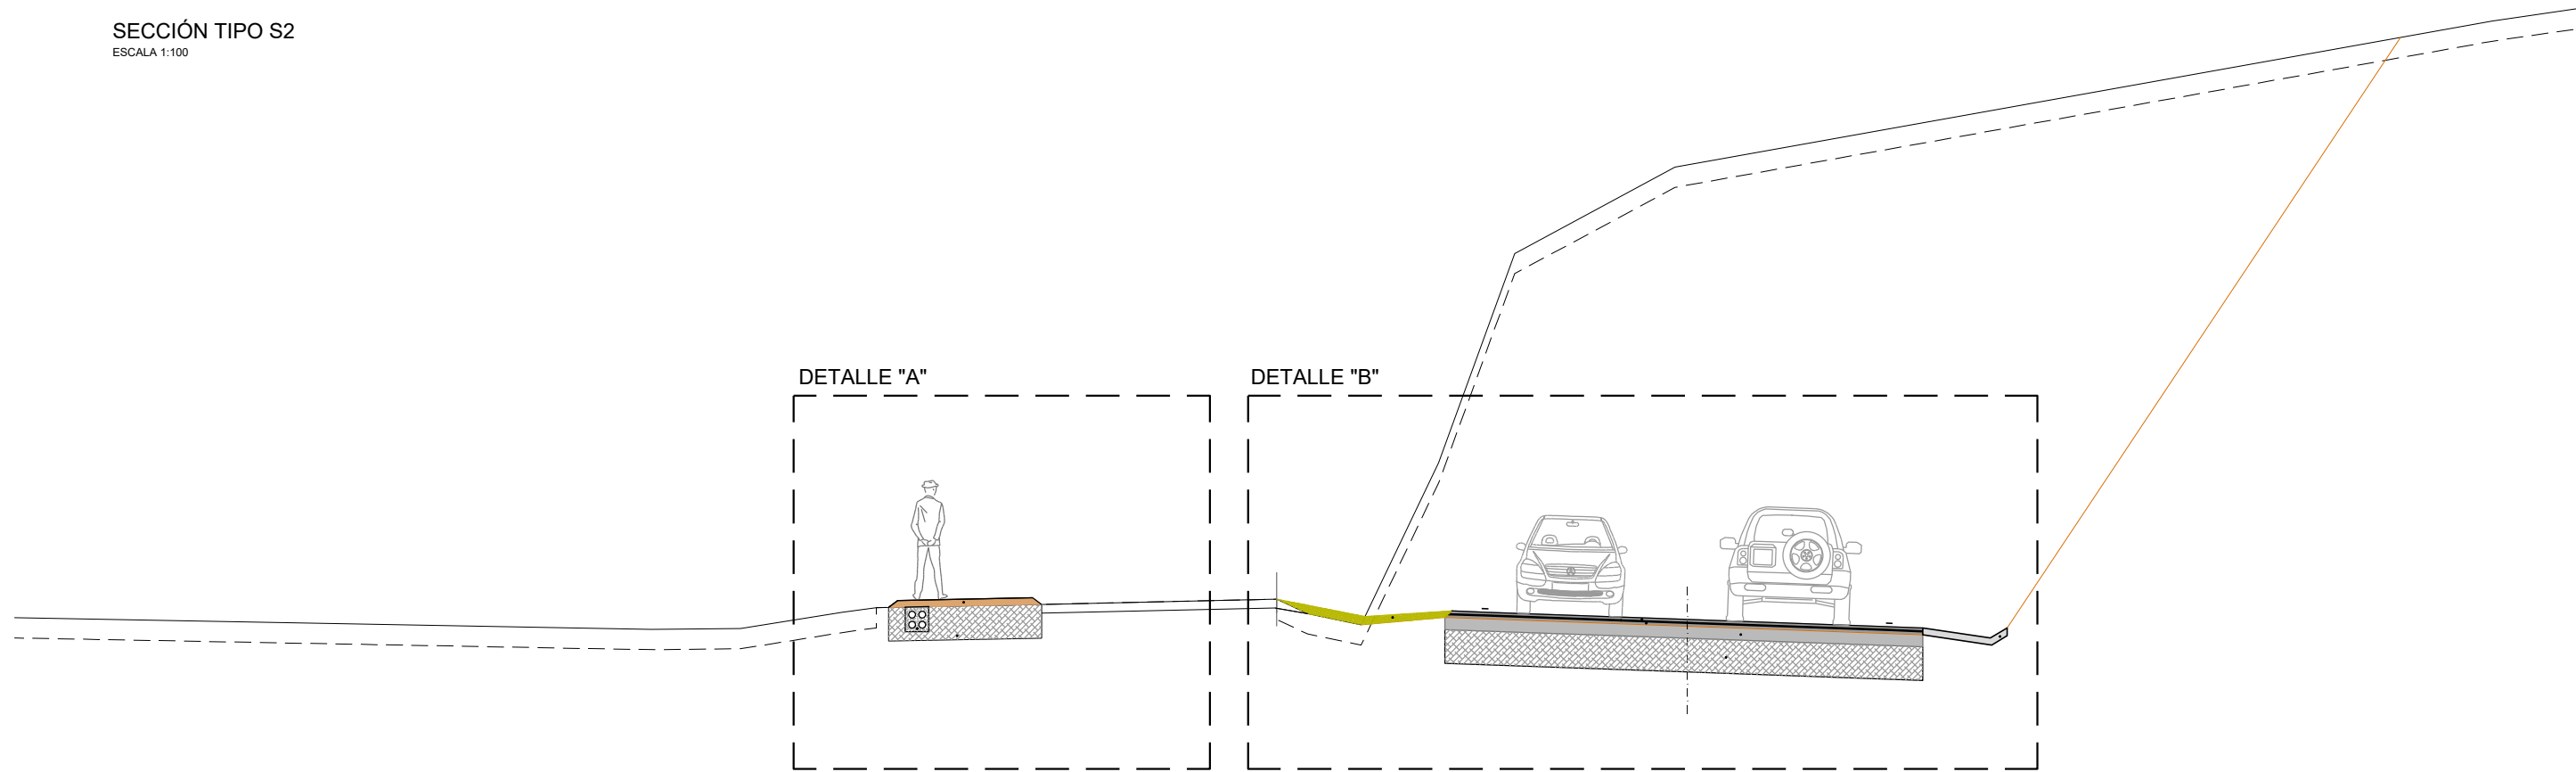 SECCIÓN TIPO S2
ESCALA 1:100
DETALLE "A"
DETALLE "B"